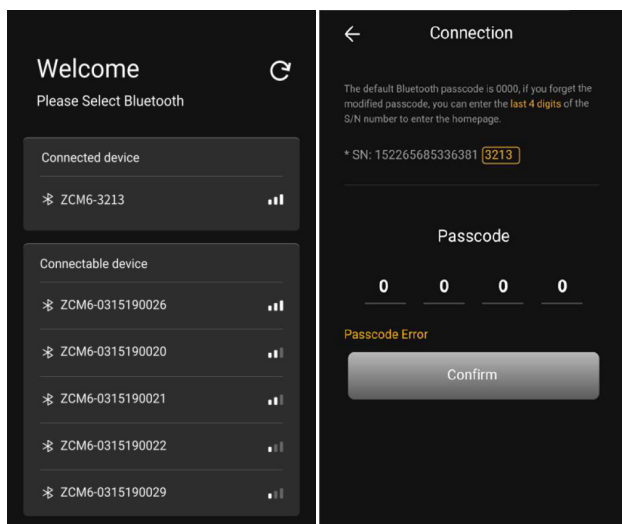 Welcome
Please Select Bluetooth
Connected device
ZCM6-3213
Connectable device
ZCM6-0315190026
ZCM6-0315190020
ZCM6-0315190021
ZCM6-0315190022
ZCM6-0315190029
Connection
The default Bluetooth passcode is 0000, if you forget the
modified passcode, you can enter the last 4 digits of the
S/N number to enter the homepage.
* SN: 152265685336381 3213
Passcode
0 0 0 0
Passcode Error
Confirm